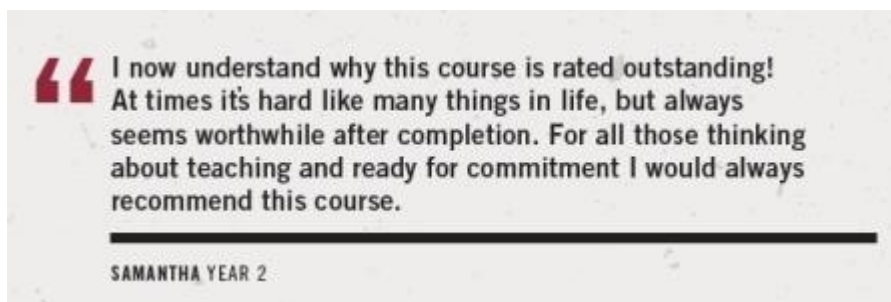 “ I now understand why this course is rated outstanding!
At times it's hard like many things in life, but always
seems worthwhile after completion. For all those thinking
about teaching and ready for commitment I would always
recommend this course.
SAMANTHA YEAR 2